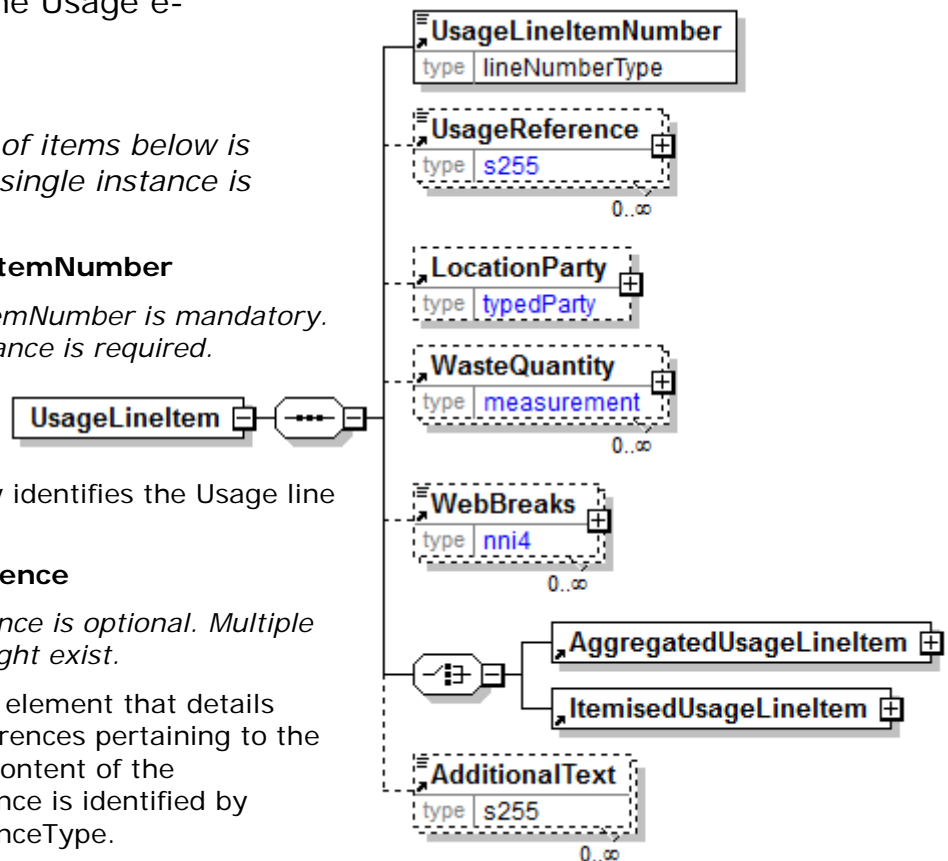 ne Usage e-
of items below is
single instance is
temNumber
emNumber is mandatory.
ance is required.
y identifies the Usage line
ence
nce is optional. Multiple
ght exist.
element that details
rences pertaining to the
ontent of the
nce is identified by
nceType.
UsageLineItem
UsageLineItemNumber
type lineNumberType
UsageReference
type s255
0..∞
LocationParty
type typedParty
WasteQuantity
type measurement
0..∞
WebBreaks
type nni4
0..∞
AggregatedUsageLineItem
ItemisedUsageLineItem
AdditionalText
type s255
0..∞